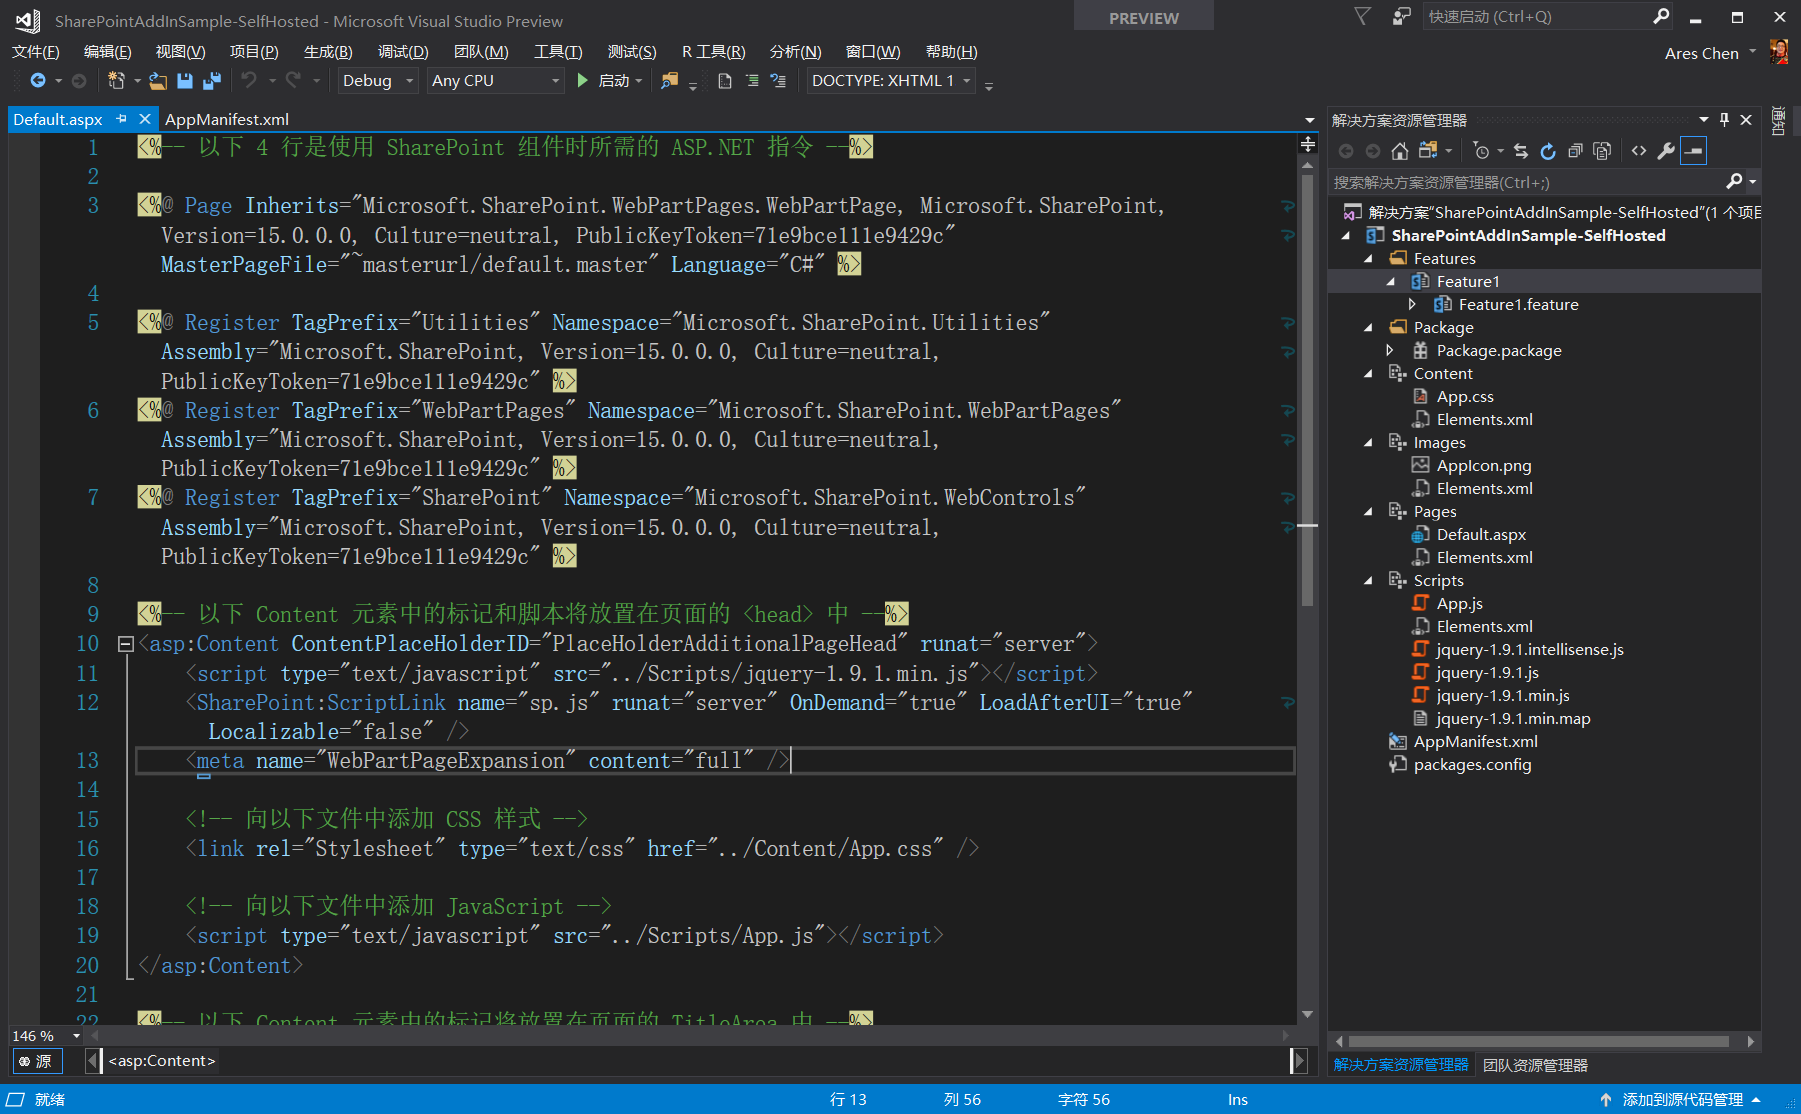 SharePointAddInSample-SelfHosted - Microsoft Visual Studio Preview
PREVIEW
快速启动 (Ctrl+Q)
文件(F) 编辑(E) 视图(V) 项目(P) 生成(B) 调试(D) 团队(M) 工具(T) 测试(S) R 工具(R) 分析(N) 窗口(W) 帮助(H)
Ares Chen
Debug Any CPU 启动 DOCTYPE: XHTML 1
Default.aspx AppManifest.xml
1 <%-- 以下 4 行是使用 SharePoint 组件时所需的 ASP.NET 指令 --%>
2
3 <%@ Page Inherits="Microsoft.SharePoint.WebPartPages.WebPartPage, Microsoft.SharePoint,
Version=15.0.0.0, Culture=neutral, PublicKeyToken=71e9bce111e9429c"
MasterPageFile="~masterurl/default.master" Language="C#" %>
4
5 <%@ Register TagPrefix="Utilities" Namespace="Microsoft.SharePoint.Utilities"
Assembly="Microsoft.SharePoint, Version=15.0.0.0, Culture=neutral,
PublicKeyToken=71e9bce111e9429c" %>
6 <%@ Register TagPrefix="WebPartPages" Namespace="Microsoft.SharePoint.WebPartPages"
Assembly="Microsoft.SharePoint, Version=15.0.0.0, Culture=neutral,
PublicKeyToken=71e9bce111e9429c" %>
7 <%@ Register TagPrefix="SharePoint" Namespace="Microsoft.SharePoint.WebControls"
Assembly="Microsoft.SharePoint, Version=15.0.0.0, Culture=neutral,
PublicKeyToken=71e9bce111e9429c" %>
8
9 <%-- 以下 Content 元素中的标记和脚本将放置在页面的 <head> 中 --%>
10 <asp:Content ContentPlaceHolderID="PlaceHolderAdditionalPageHead" runat="server">
11 <script type="text/javascript" src="../Scripts/jquery-1.9.1.min.js"></script>
12 <SharePoint:ScriptLink name="sp.js" runat="server" OnDemand="true" LoadAfterUI="true"
Localizable="false" />
13 <meta name="WebPartPageExpansion" content="full" />
14
15 <!-- 向以下文件中添加 CSS 样式 -->
16 <link rel="Stylesheet" type="text/css" href="../Content/App.css" />
17
18 <!-- 向以下文件中添加 JavaScript -->
19 <script type="text/javascript" src="../Scripts/App.js"></script>
20 </asp:Content>
21
22 <%-- 以下 Content 元素中的标记将放置在页面的 TitleArea 中 --%>
146 %
源 <asp:Content>
解决方案资源管理器
搜索解决方案资源管理器(Ctrl+;)
解决方案"SharePointAddInSample-SelfHosted"(1 个项目
SharePointAddInSample-SelfHosted
Features
Feature1
Feature1.feature
Package
Package.package
Content
App.css
Elements.xml
Images
AppIcon.png
Elements.xml
Pages
Default.aspx
Elements.xml
Scripts
App.js
Elements.xml
jquery-1.9.1.intellisense.js
jquery-1.9.1.js
jquery-1.9.1.min.js
jquery-1.9.1.min.map
AppManifest.xml
packages.config
解决方案资源管理器 团队资源管理器
通知
就绪 行 13 列 56 字符 56 Ins 添加到源代码管理